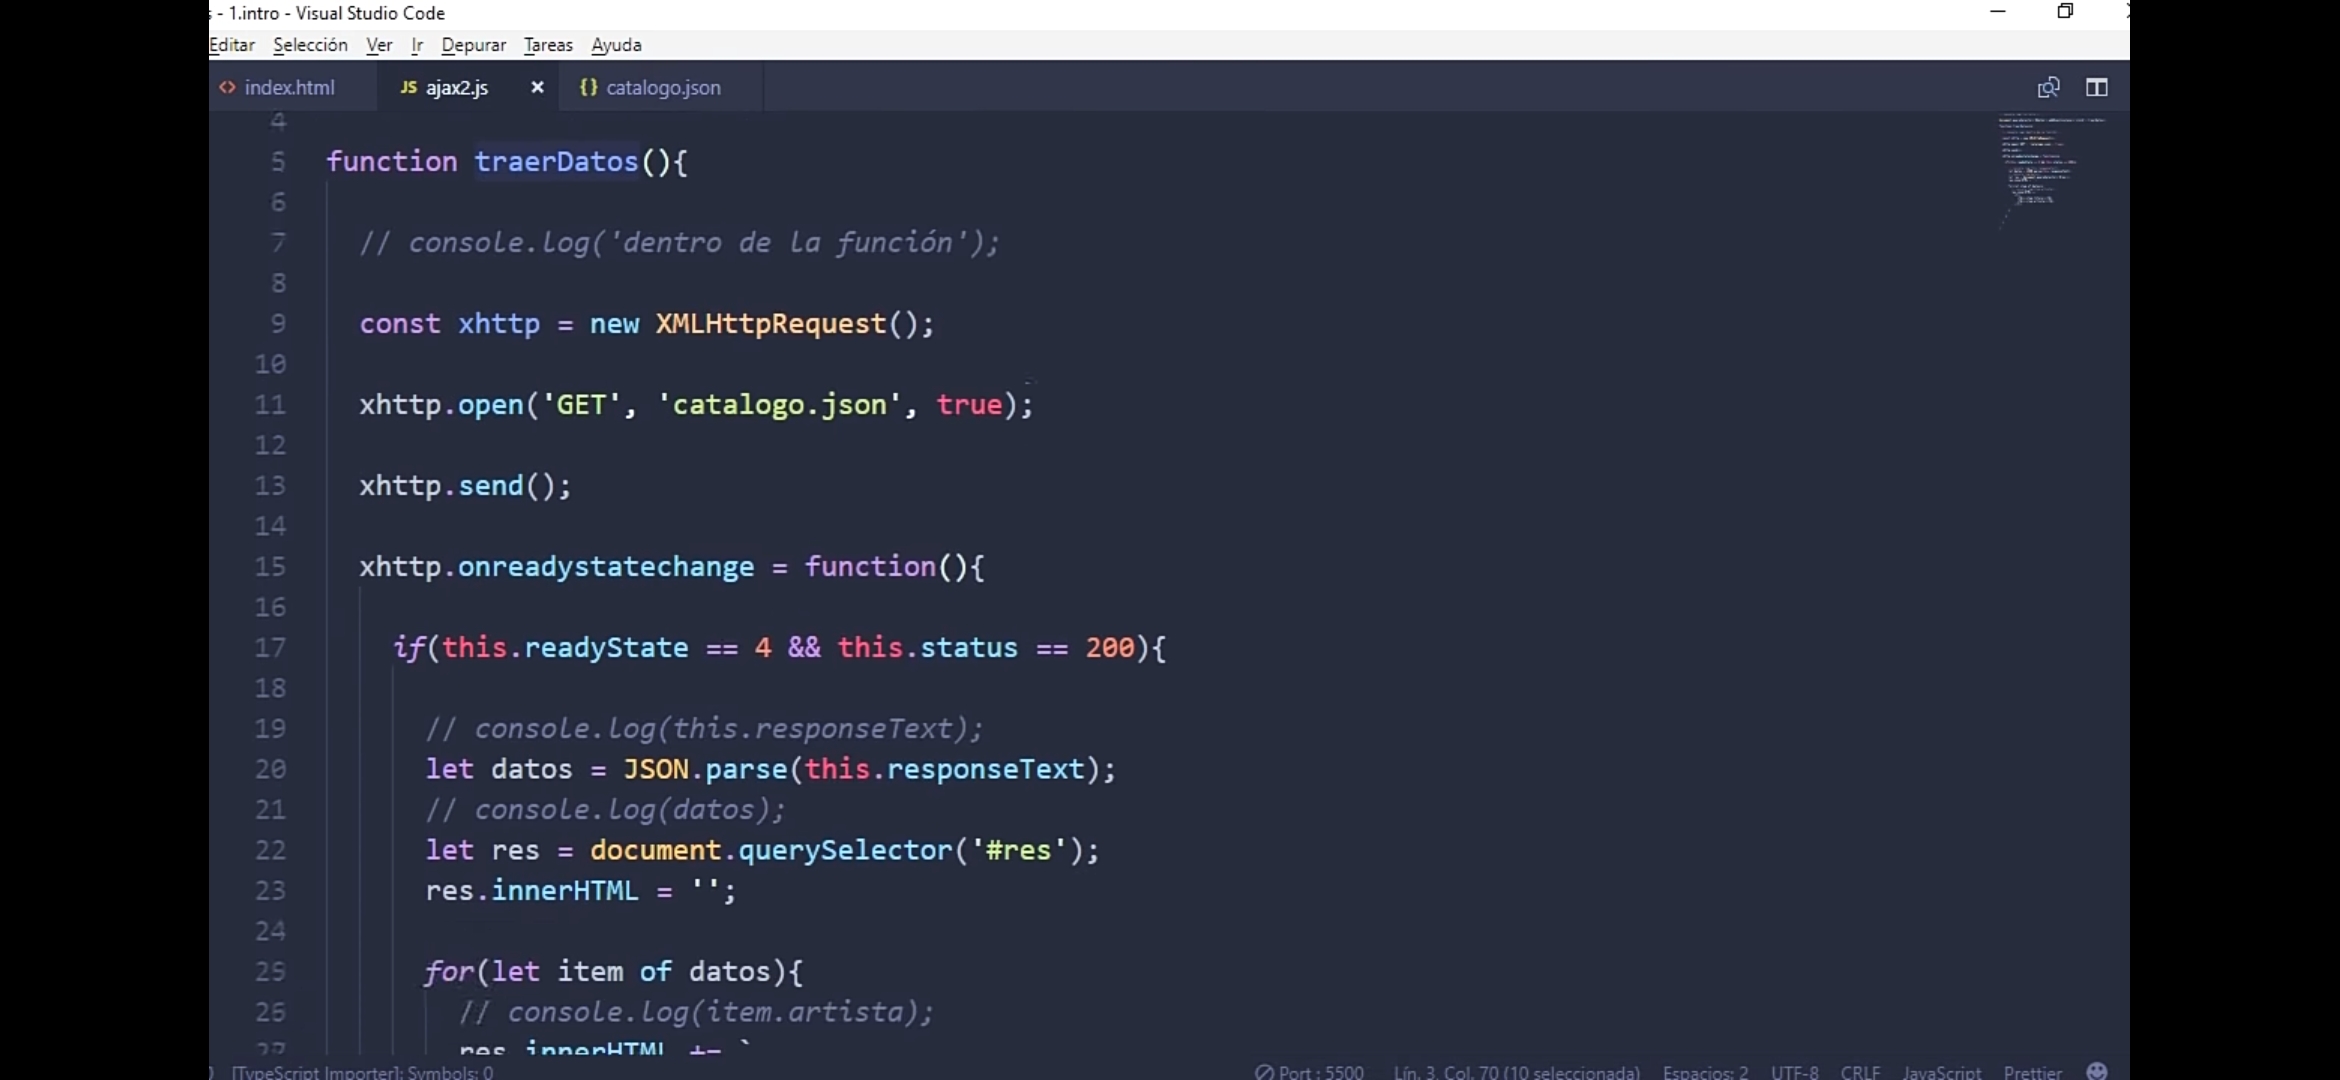 - 1.intro - Visual Studio Code
Editar Selección Ver Ir Depurar Tareas Ayuda
<> index.html JS ajax2.js × {} catalogo.json
4
5 function traerDatos(){
6
7 // console.log('dentro de la función');
8
9 const xhttp = new XMLHttpRequest();
10
11 xhttp.open('GET', 'catalogo.json', true);
12
13 xhttp.send();
14
15 xhttp.onreadystatechange = function(){
16
17 if(this.readyState == 4 && this.status == 200){
18
19 // console.log(this.responseText);
20 let datos = JSON.parse(this.responseText);
21 // console.log(datos);
22 let res = document.querySelector('#res');
23 res.innerHTML = '';
24
25 for(let item of datos){
26 // console.log(item.artista);
27 res.innerHTML += `
[TypeScript Importer]: Symbols: 0 Port : 5500 Lín. 3, Col. 70 (10 seleccionada) Espacios: 2 UTF-8 CRLF JavaScript Prettier